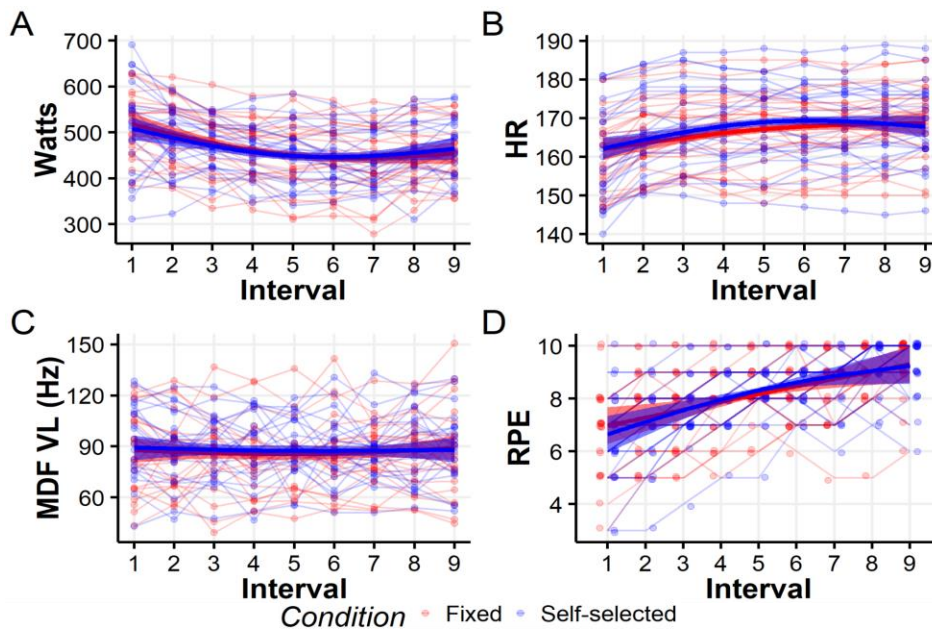 A
Watts
700
600
500
400
300
1 2 3 4 5 6 7 8 9
Interval
B
HR
190
180
170
160
150
140
1 2 3 4 5 6 7 8 9
Interval
C
MDF VL (Hz)
150
120
90
60
1 2 3 4 5 6 7 8 9
Interval
D
RPE
10
8
6
4
1 2 3 4 5 6 7 8 9
Interval
Condition Fixed Self-selected